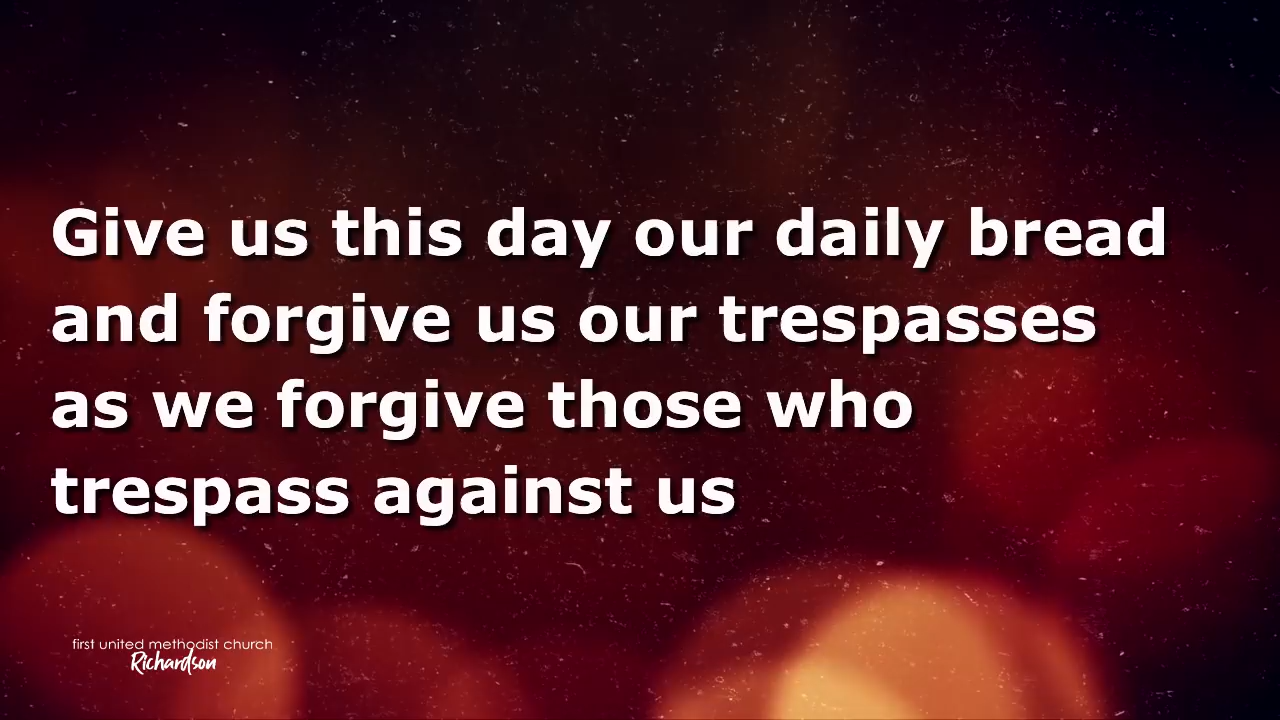 Give us this day our daily bread
and forgive us our trespasses
as we forgive those who
trespass against us
first united methodist church
Richardson